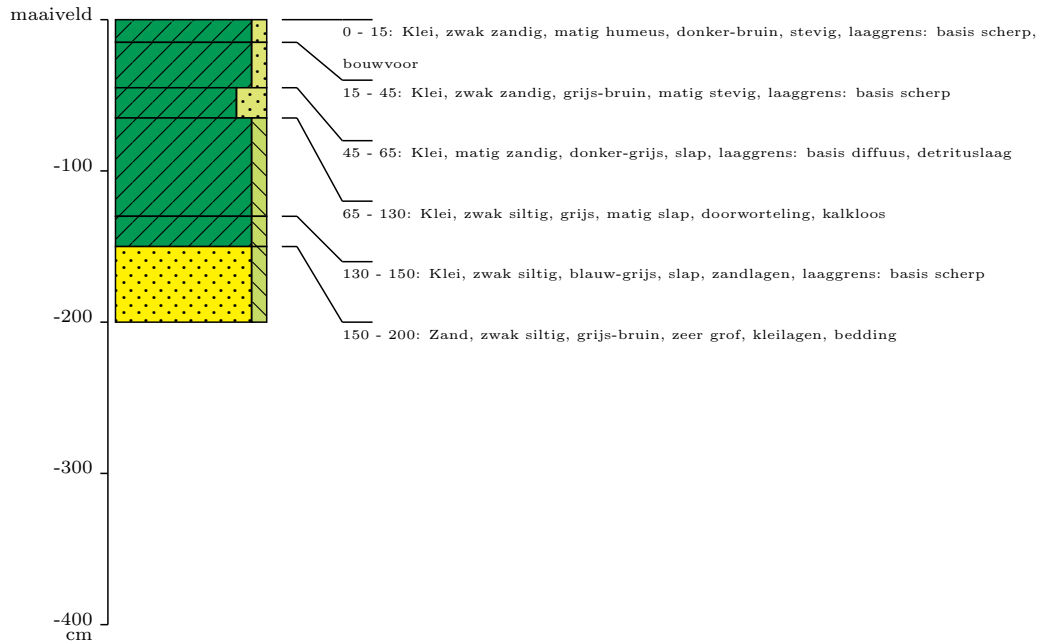 maaiveld
0 - 15: Klei, zwak zandig, matig humeus, donker-bruin, stevig, laaggrens: basis scherp,
bouwvoor
15 - 45: Klei, zwak zandig, grijs-bruin, matig stevig, laaggrens: basis scherp
45 - 65: Klei, matig zandig, donker-grijs, slap, laaggrens: basis diffuus, detrituslaag
-100
65 - 130: Klei, zwak siltig, grijs, matig slap, doorworteling, kalkloos
130 - 150: Klei, zwak siltig, blauw-grijs, slap, zandlagen, laaggrens: basis scherp
-200
150 - 200: Zand, zwak siltig, grijs-bruin, zeer grof, kleilagen, bedding
-300
-400
cm